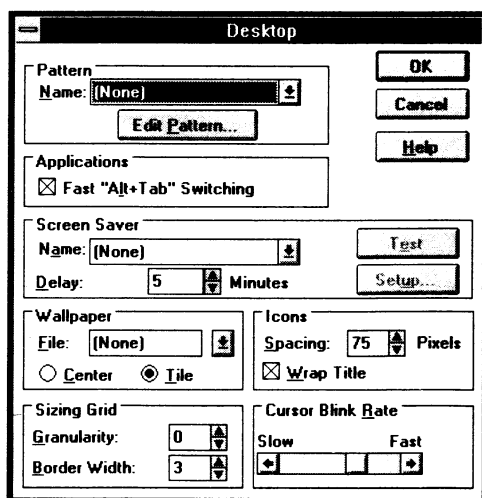 Desktop
Pattern
Name: (None)
Edit Pattern...
OK
Cancel
Help
Applications
Fast "Alt+Tab" Switching
Screen Saver
Name: (None)
Delay: 5 Minutes
Test
Setup...
Wallpaper
File: (None)
Center Tile
Icons
Spacing: 75 Pixels
Wrap Title
Sizing Grid
Granularity: 0
Border Width: 3
Cursor Blink Rate
Slow Fast